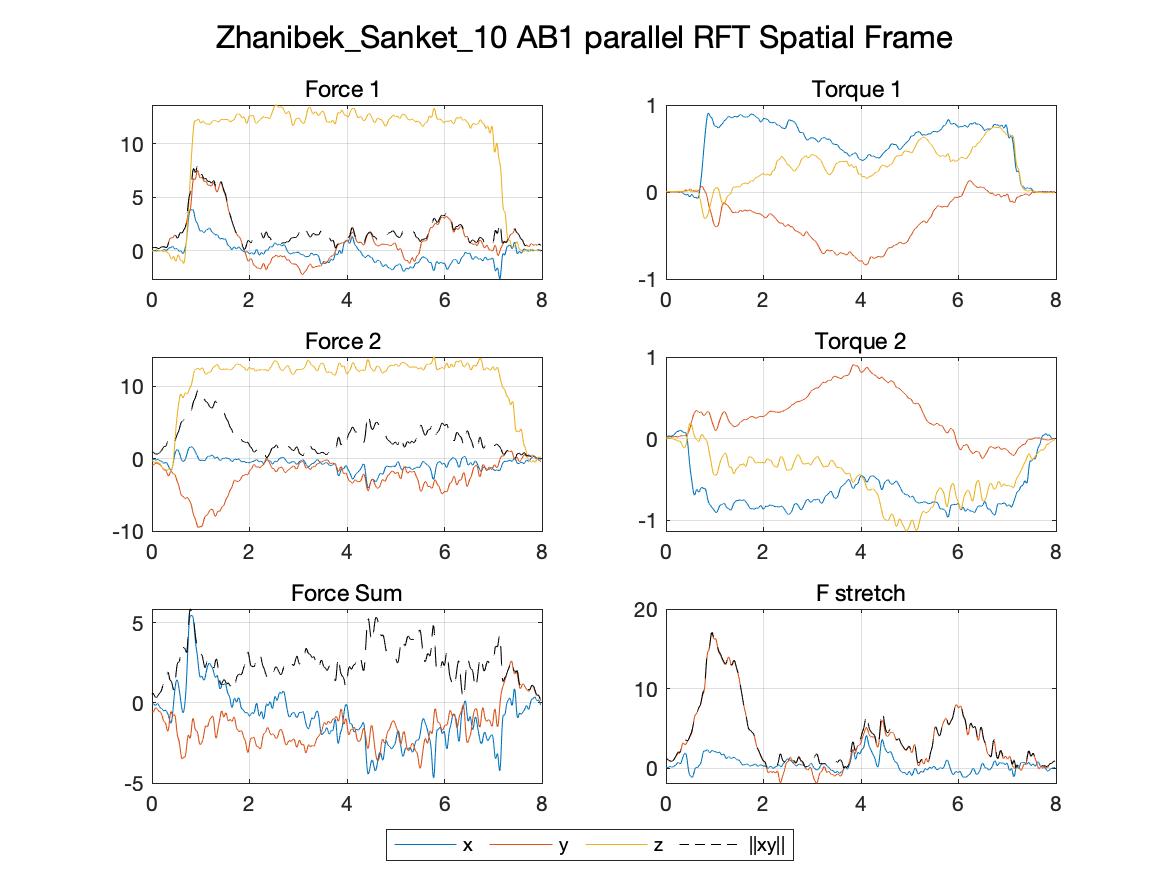 Zhanibek_Sanket_10 AB1 parallel RFT Spatial Frame
Force 1
10
5
0
0 2 4 6 8
Torque 1
1
0
-1
0 2 4 6 8
Force 2
10
0
-10
0 2 4 6 8
Torque 2
1
0
-1
0 2 4 6 8
Force Sum
5
0
-5
0 2 4 6 8
F stretch
20
10
0
0 2 4 6 8
x y z ||xy||